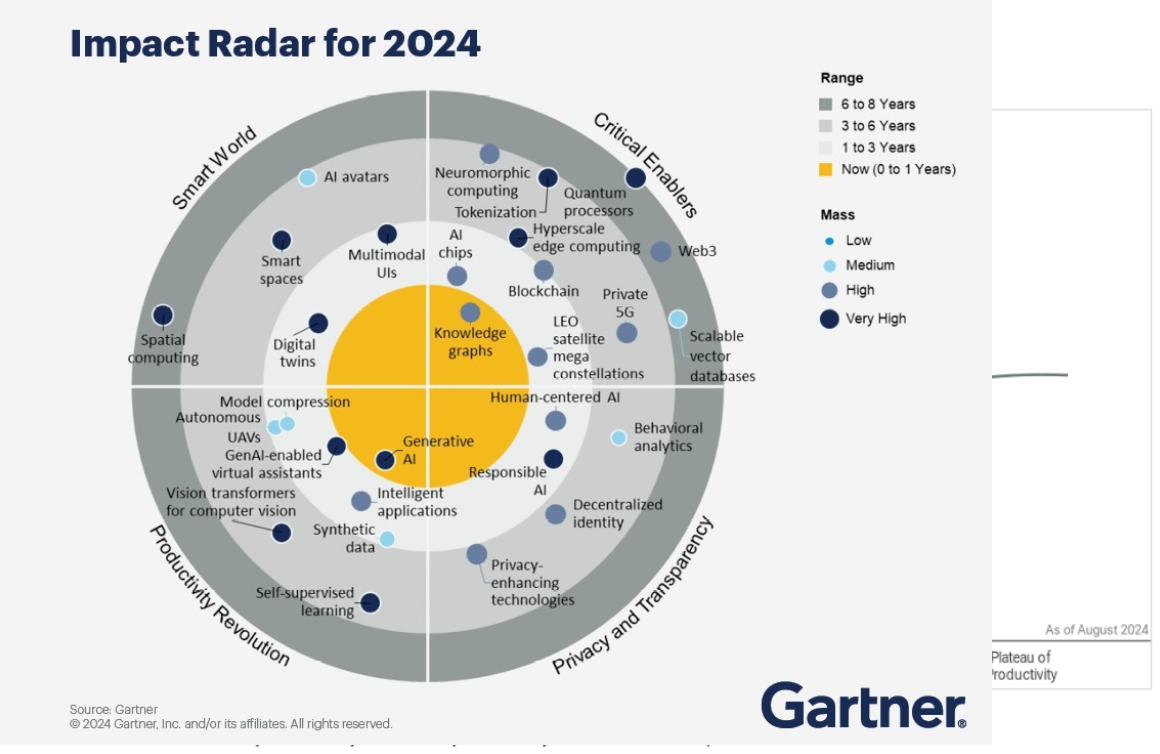 Impact Radar for 2024
Range
6 to 8 Years
3 to 6 Years
1 to 3 Years
Now (0 to 1 Years)
Mass
Low
Medium
High
Very High
Smart World
AI avatars
Smart
spaces
Multimodal
UIs
Spatial
computing
Digital
twins
Critical Enablers
Neuromorphic
computing
Tokenization
Quantum
processors
Hyperscale
edge computing
AI
chips
Web3
Blockchain
Private
5G
Knowledge
graphs
LEO
satellite
mega
constellations
Scalable
vector
databases
Model compression
Autonomous
UAVs
GenAI-enabled
virtual assistants
Generative
AI
Vision transformers
for computer vision
Intelligent
applications
Synthetic
data
Self-supervised
learning
Productivity Revolution
Human-centered AI
Behavioral
analytics
Responsible
AI
Decentralized
identity
Privacy-
enhancing
technologies
Privacy and Transparency
As of August 2024
Plateau of
Productivity
Source: Gartner
© 2024 Gartner, Inc. and/or its affiliates. All rights reserved.
Gartner®